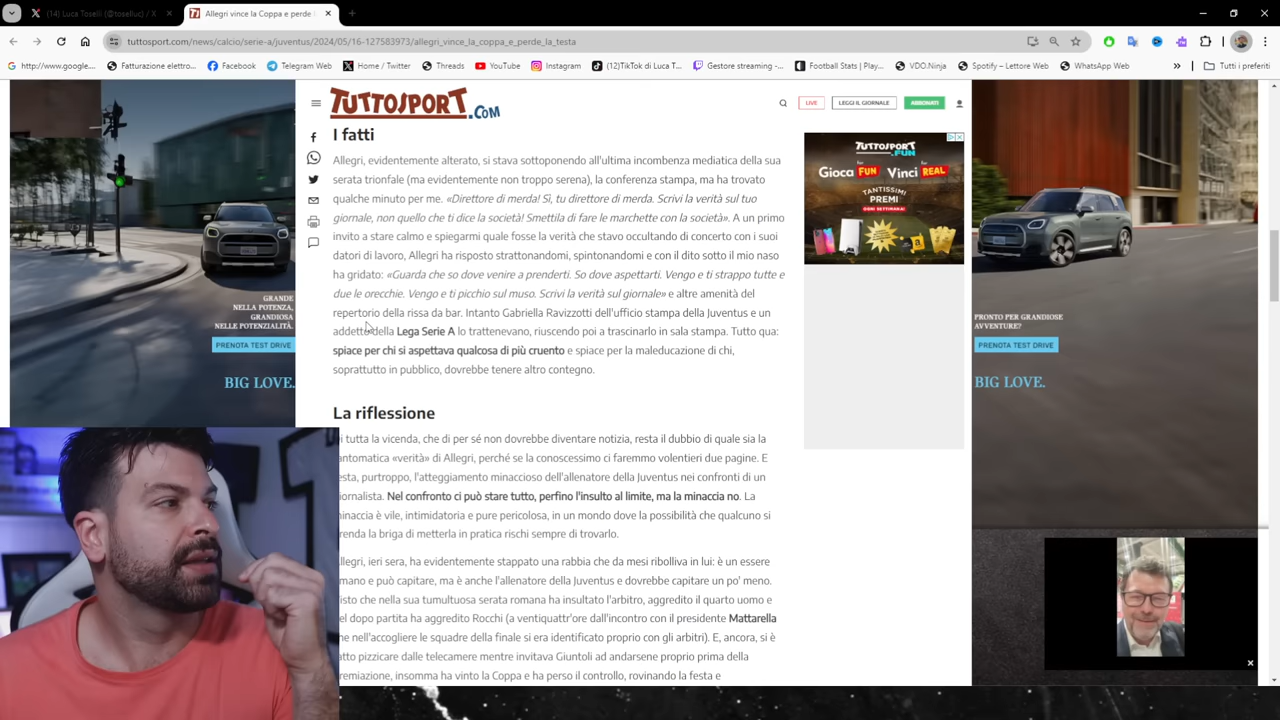 (14) Luca Toselli (@toselluc) / X
Allegri vince la Coppa e perde
tuttosport.com/news/calcio/serie-a/juventus/2024/05/16-127583973/allegri_vince_la_coppa_e_perde_la_testa
http://www.google.... Fatturazione elettro... Facebook Telegram Web Home / Twitter Threads YouTube Instagram (12)TikTok di Luca T... Gestore streaming -... Football Stats | Play... VDO.Ninja Spotify – Lettore Web WhatsApp Web » Tutti i preferiti
TUTTOSPORT.COM
LIVE LEGGI IL GIORNALE ABBONATI
I fatti
Allegri, evidentemente alterato, si stava sottoponendo all'ultima incombenza mediatica della sua
serata trionfale (ma evidentemente non troppo serena), la conferenza stampa, ma ha trovato
qualche minuto per me. «Direttore di merda! Sì, tu direttore di merda. Scrivi la verità sul tuo
giornale, non quello che ti dice la società! Smettila di fare le marchette con la società». A un primo
invito a stare calmo e spiegarmi quale fosse la verità che stavo occultando di concerto con i suoi
datori di lavoro, Allegri ha risposto strattonandomi, spintonandomi e con il dito sotto il mio naso
ha gridato: «Guarda che so dove venire a prenderti. So dove aspettarti. Vengo e ti strappo tutte e
due le orecchie. Vengo e ti picchio sul muso. Scrivi la verità sul giornale» e altre amenità del
repertorio della rissa da bar. Intanto Gabriella Ravizzotti dell'ufficio stampa della Juventus e un
addetto della Lega Serie A lo trattenevano, riuscendo poi a trascinarlo in sala stampa. Tutto qua:
spiace per chi si aspettava qualcosa di più cruento e spiace per la maleducazione di chi,
soprattutto in pubblico, dovrebbe tenere altro contegno.
La riflessione
i tutta la vicenda, che di per sé non dovrebbe diventare notizia, resta il dubbio di quale sia la
antomatica «verità» di Allegri, perché se la conoscessimo ci faremmo volentieri due pagine. E
esta, purtroppo, l'atteggiamento minaccioso dell'allenatore della Juventus nei confronti di un
iornalista. Nel confronto ci può stare tutto, perfino l'insulto al limite, ma la minaccia no. La
minaccia è vile, intimidatoria e pure pericolosa, in un mondo dove la possibilità che qualcuno si
renda la briga di metterla in pratica rischi sempre di trovarlo.
llegri, ieri sera, ha evidentemente stappato una rabbia che da mesi ribolliva in lui: è un essere
mano e può capitare, ma è anche l'allenatore della Juventus e dovrebbe capitare un po' meno.
isto che nella sua tumultuosa serata romana ha insultato l'arbitro, aggredito il quarto uomo e
el dopo partita ha aggredito Rocchi (a ventiquattr'ore dall'incontro con il presidente Mattarella
he nell'accogliere le squadre della finale si era identificato proprio con gli arbitri). E, ancora, si è
atto pizzicare dalle telecamere mentre invitava Giuntoli ad andarsene proprio prima della
remiazione, insomma ha vinto la Coppa e ha perso il controllo, rovinando la festa e
TUTTOSPORT
.FUN
Gioca FUN Vinci REAL
TANTISSIMI
PREMI
OGNI SETTIMANA!
GRANDE
NELLA POTENZA,
GRANDIOSA
NELLE POTENZIALITÀ.
PRENOTA TEST DRIVE
BIG LOVE.
PRONTO PER GRANDIOSE
AVVENTURE?
PRENOTA TEST DRIVE
BIG LOVE.